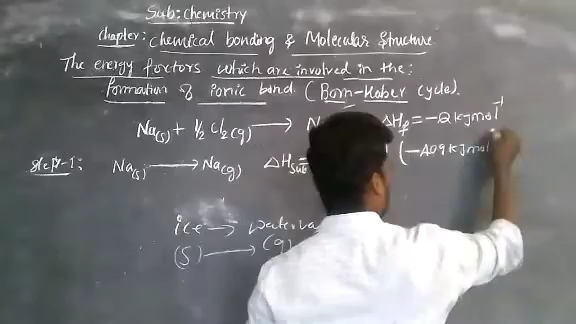 Sub: chemistry
chapter: chemical bonding & Molecular structure
The energy factors which are involved in the:
formation of ionic bond (Born-Haber cycle).
Na(s) + 1/2 Cl2(g) → N ΔHf = -Q kJmol⁻¹
(-409 kJmol
step-1: Na(s) → Na(g) ΔHsub
ice → waterva
(s) → (g)